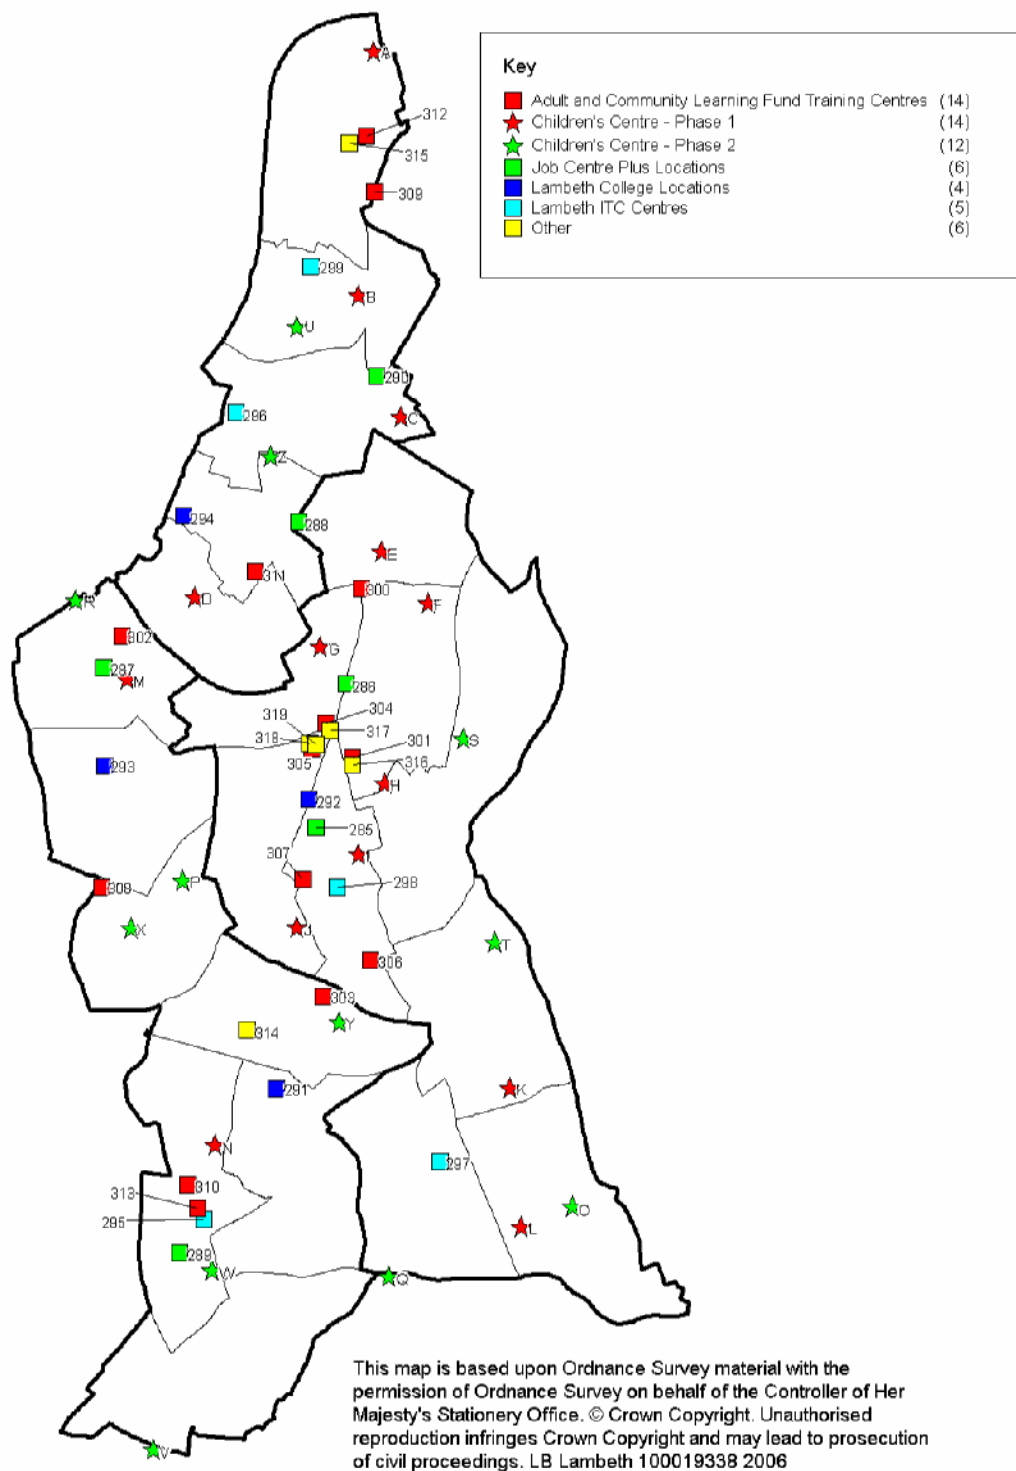 Key
Adult and Community Learning Fund Training Centres (14)
Children's Centre - Phase 1 (14)
Children's Centre - Phase 2 (12)
Job Centre Plus Locations (6)
Lambeth College Locations (4)
Lambeth ITC Centres (5)
Other (6)
A
312
315
309
299
B
U
290
296
C
Z
294
288
E
31N
300
R
D
F
302
G
287
M
286
304
319
317
318
S
301
305
316
293
H
292
285
307
I
298
P
309
X
J
T
306
303
Y
314
291
K
N
297
310
313
O
295
L
289
W
Q
V
This map is based upon Ordnance Survey material with the
permission of Ordnance Survey on behalf of the Controller of Her
Majesty's Stationery Office. © Crown Copyright. Unauthorised
reproduction infringes Crown Copyright and may lead to prosecution
of civil proceedings. LB Lambeth 100019338 2006